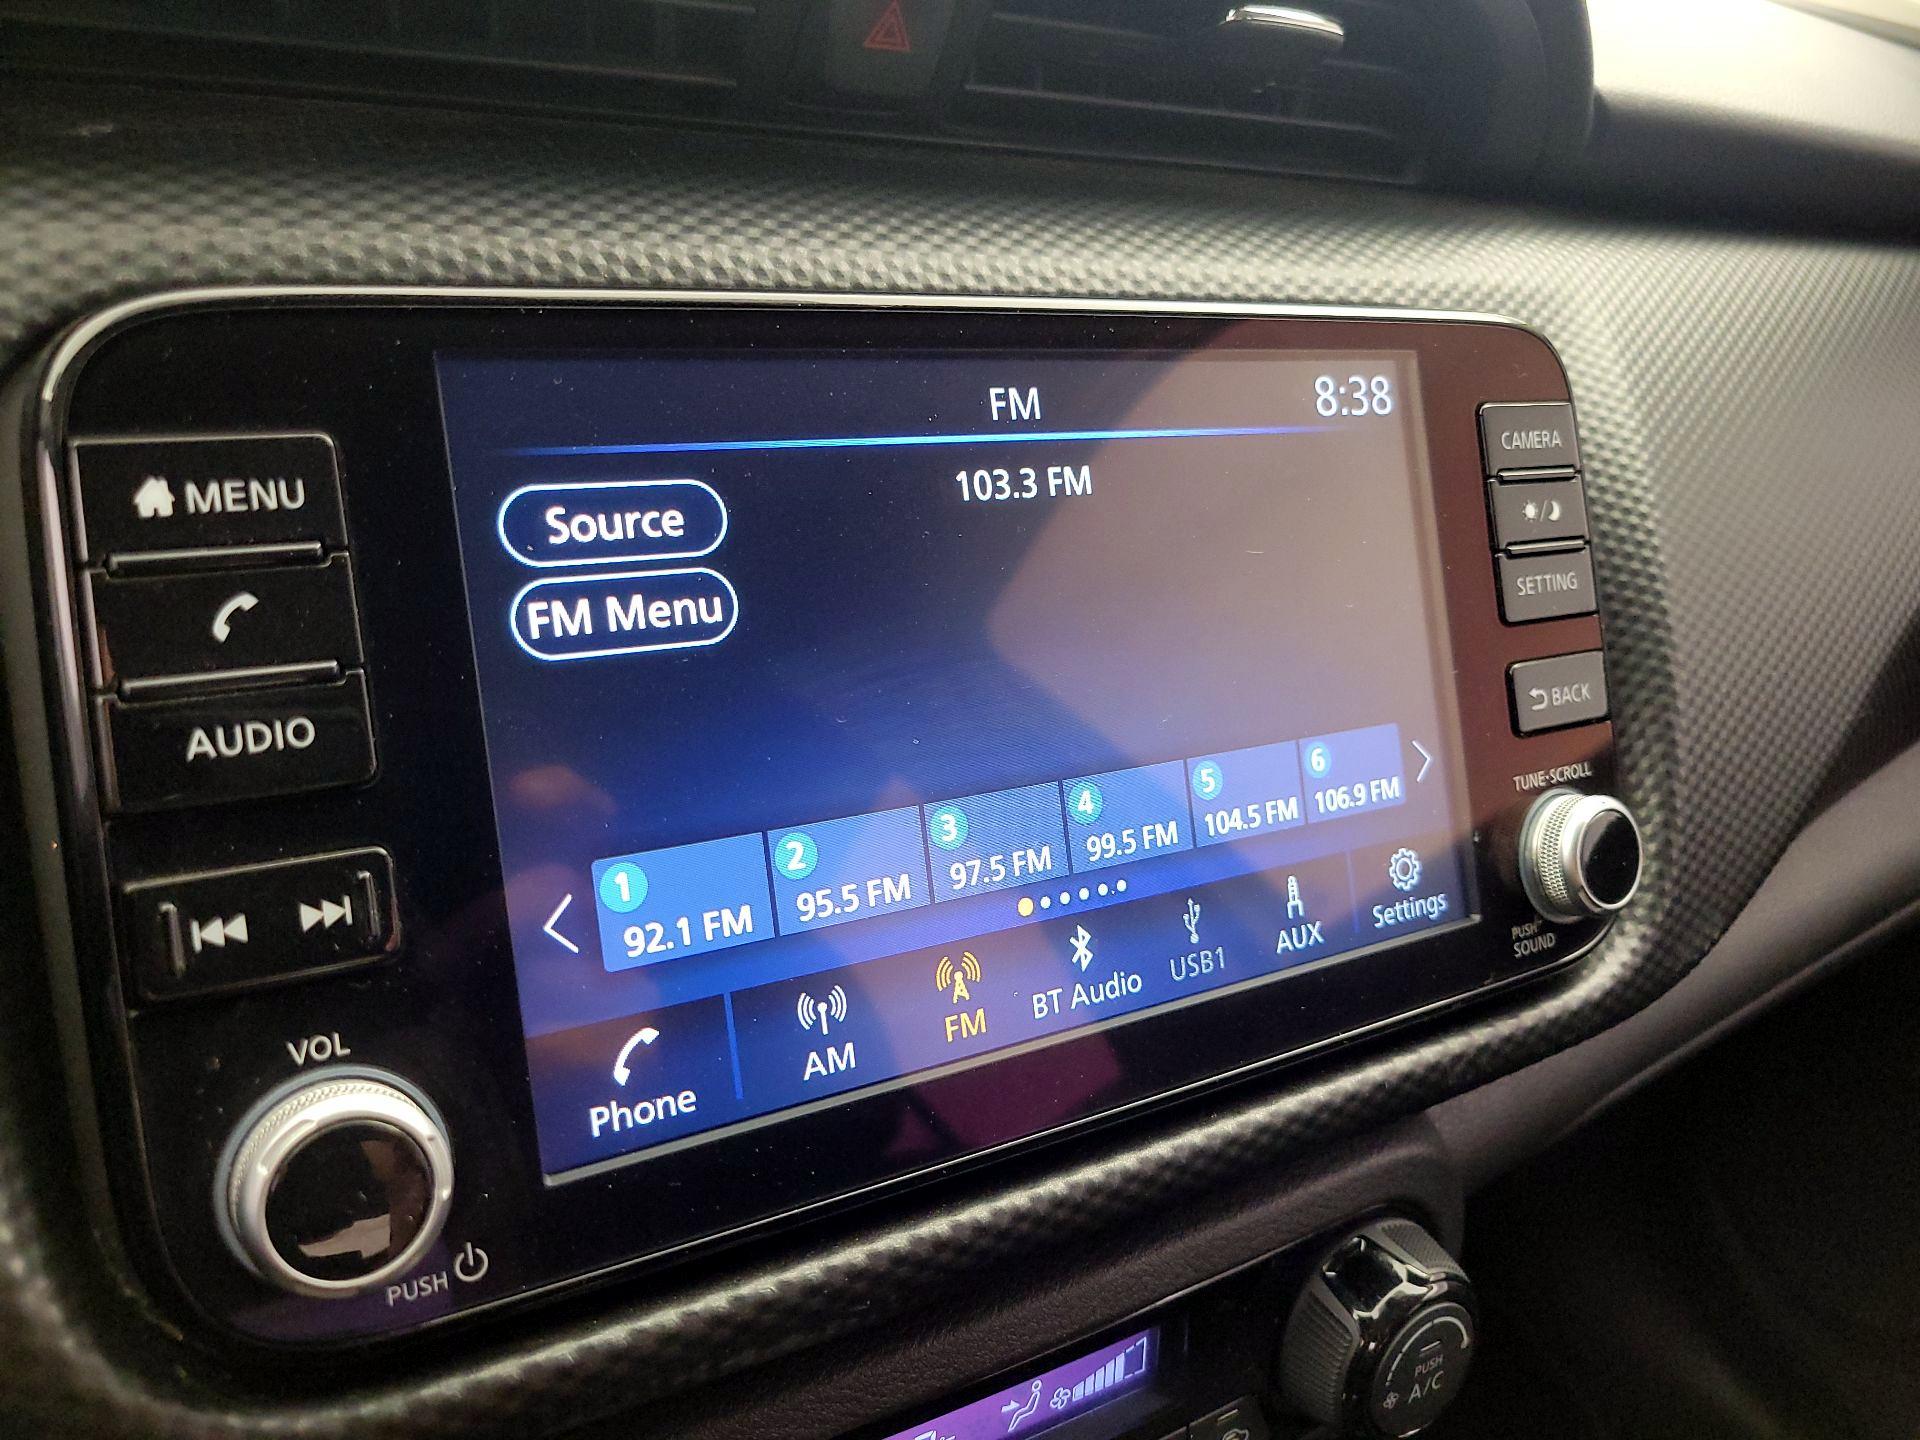 FM
8:38
103.3 FM
Source
FM Menu
1
92.1 FM
2
95.5 FM
3
97.5 FM
4
99.5 FM
5
104.5 FM
6
106.9 FM
Phone
AM
FM
BT Audio
USB1
AUX
Settings
MENU
AUDIO
VOL
PUSH
CAMERA
SETTING
BACK
TUNE·SCROLL
PUSH
SOUND
PUSH
A/C